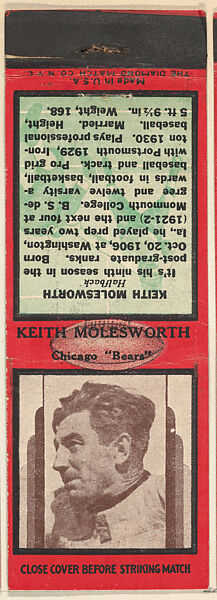 KEITH MOLESWORTH
Chicago "Bears"
CLOSE COVER BEFORE STRIKING MATCH
KEITH MOLESWORTH
Halfback
It's his ninth season in the
post-graduate ranks. Born
Oct. 20, 1906, at Washington,
Ia., he played prep two years
(1921-2) and the next four at
Monmouth College. B. S. de-
gree and twelve varsity a-
wards in football, basketball,
baseball and track. Pro grid
with Portsmouth 1929, Iron-
ton 1930. Plays professional
baseball. Married. Height,
5 ft. 9½ in. Weight, 168.
THE DIAMOND MATCH CO. N.Y.C.
Made in U.S.A.